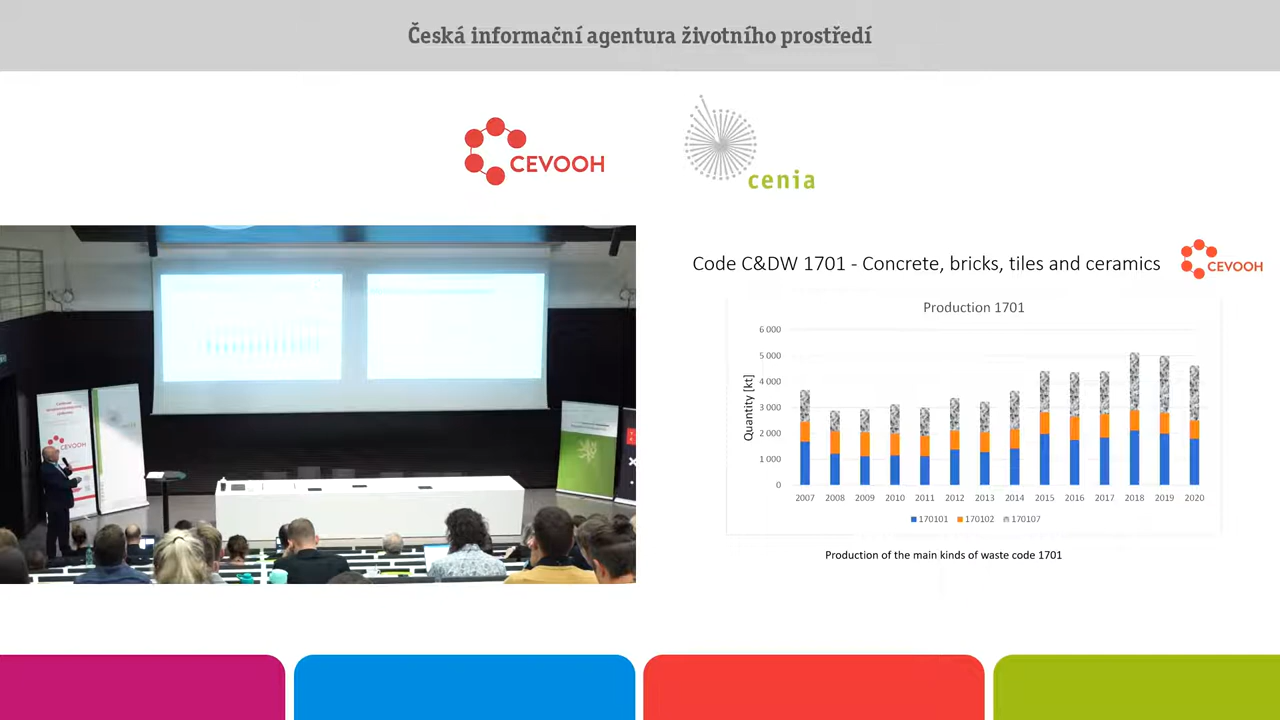 Česká informační agentura životního prostředí
CEVOOH
cenia
Code C&DW 1701 - Concrete, bricks, tiles and ceramics
CEVOOH
Production 1701
Quantity [kt]
6 000
5 000
4 000
3 000
2 000
1 000
0
2007 2008 2009 2010 2011 2012 2013 2014 2015 2016 2017 2018 2019 2020
170101 170102 170107
Production of the main kinds of waste code 1701
CEVOOH